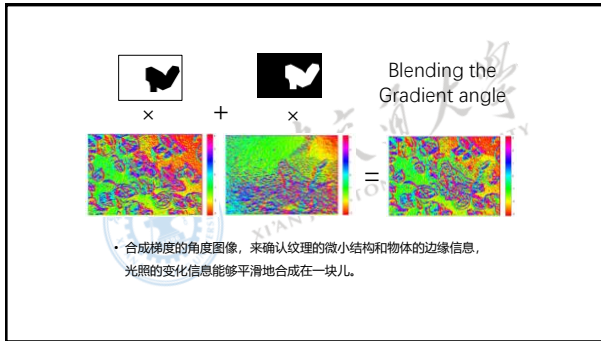 Blending the
Gradient angle
× + ×
=
• 合成梯度的角度图像，来确认纹理的微小结构和物体的边缘信息，
光照的变化信息能够平滑地合成在一块儿。